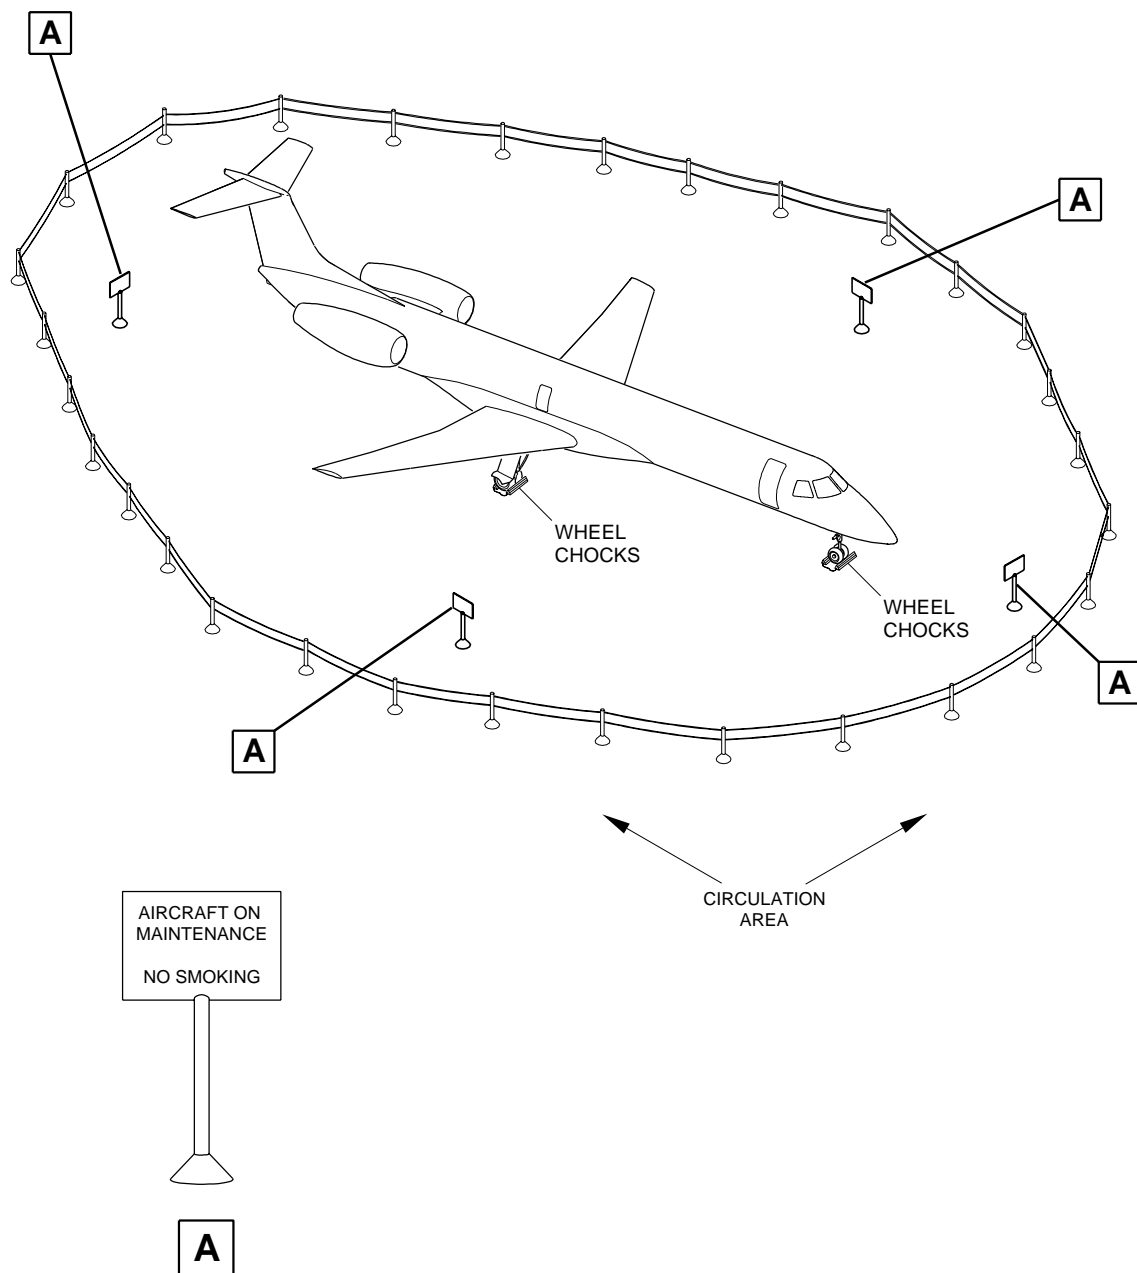 A
A
WHEEL
CHOCKS
WHEEL
CHOCKS
A
A
CIRCULATION
AREA
AIRCRAFT ON
MAINTENANCE
NO SMOKING
A